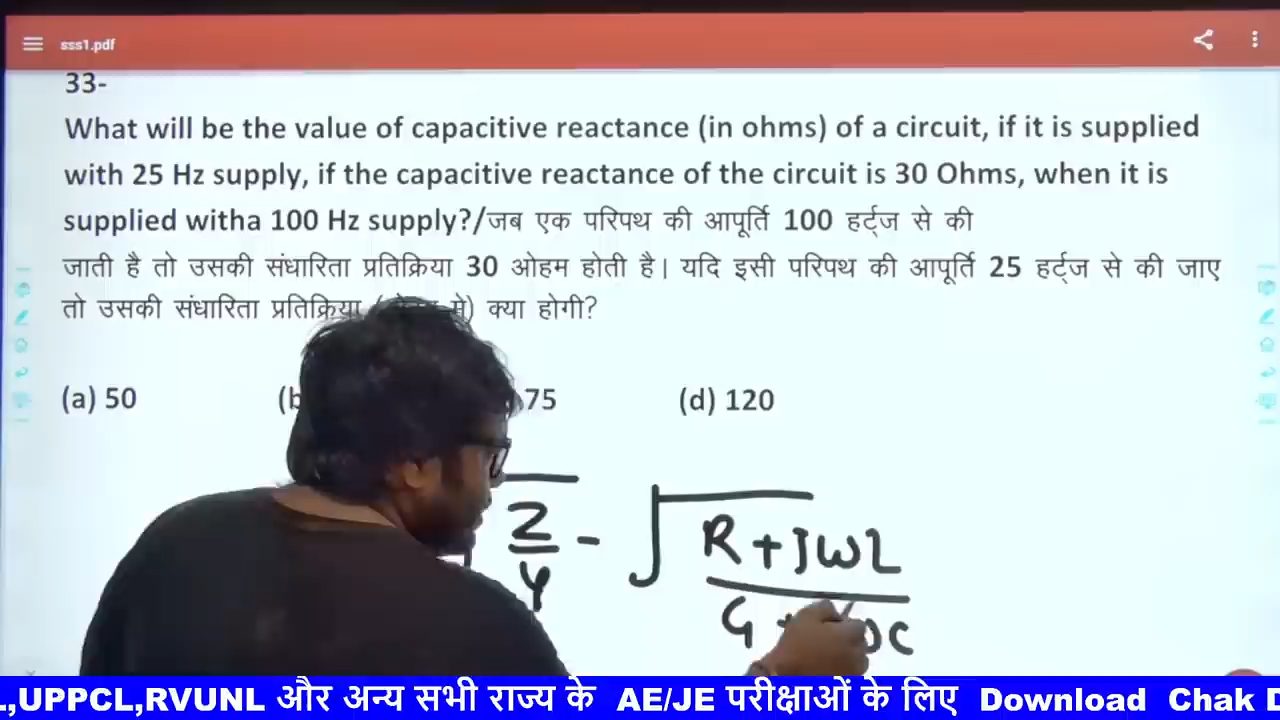 sss1.pdf
33-
What will be the value of capacitive reactance (in ohms) of a circuit, if it is supplied
with 25 Hz supply, if the capacitive reactance of the circuit is 30 Ohms, when it is
supplied witha 100 Hz supply?/जब एक परिपथ की आपूर्ति 100 हर्ट्ज से की
जाती है तो उसकी संधारिता प्रतिक्रिया 30 ओहम होती है। यदि इसी परिपथ की आपूर्ति 25 हर्ट्ज से की जाए
तो उसकी संधारिता प्रतिक्रिया ( मे) क्या होगी?
(a) 50 (b 75 (d) 120
Z - √ R + JWL
Y G +
,UPPCL,RVUNL और अन्य सभी राज्य के AE/JE परीक्षाओं के लिए Download Chak D